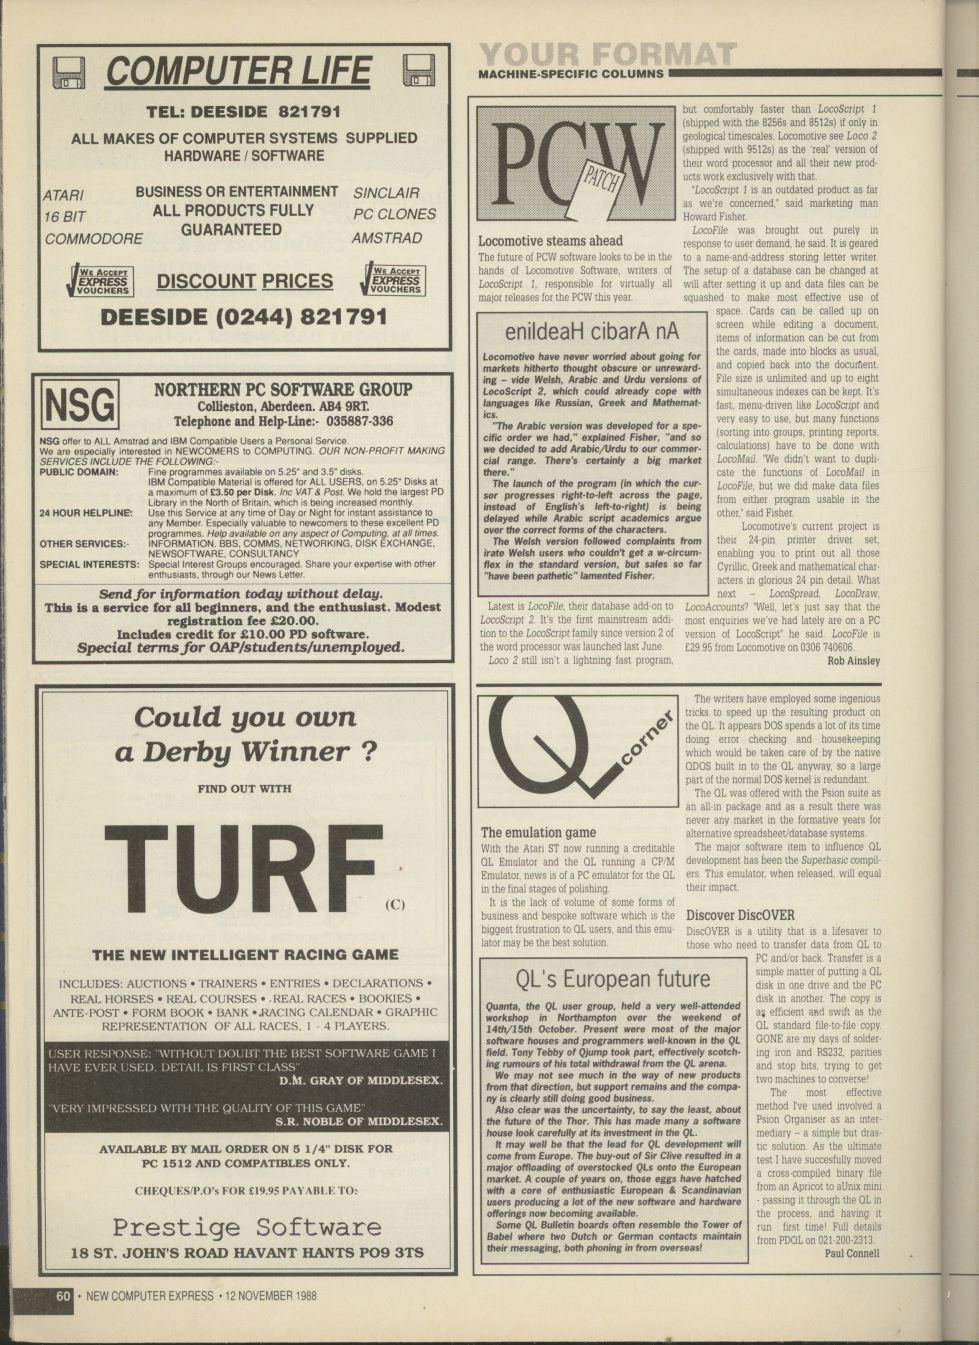 COMPUTER LIFE
TEL: DEESIDE 821791
ALL MAKES OF COMPUTER SYSTEMS SUPPLIED
HARDWARE / SOFTWARE
ATARI
16 BIT
COMMODORE
BUSINESS OR ENTERTAINMENT
ALL PRODUCTS FULLY
GUARANTEED
SINCLAIR
PC CLONES
AMSTRAD
WE ACCEPT
EXPRESS
VOUCHERS
DISCOUNT PRICES
WE ACCEPT
EXPRESS
VOUCHERS
DEESIDE (0244) 821791
NSG
NORTHERN PC SOFTWARE GROUP
Collieston, Aberdeen. AB4 9RT.
Telephone and Help-Line:- 035887-336
NSG offer to ALL Amstrad and IBM Compatible Users a Personal Service.
We are especially interested in NEWCOMERS to COMPUTING. OUR NON-PROFIT MAKING
SERVICES INCLUDE THE FOLLOWING:-
PUBLIC DOMAIN: Fine programmes available on 5.25" and 3.5" disks.
IBM Compatible Material is offered for ALL USERS, on 5.25" Disks at
a maximum of £3.50 per Disk. Inc VAT & Post. We hold the largest PD
Library in the North of Britain, which is being increased monthly.
24 HOUR HELPLINE: Use this Service at any time of Day or Night for instant assistance to
any Member. Especially valuable to newcomers to these excellent PD
programmes. Help available on any aspect of Computing, at all times.
OTHER SERVICES:- INFORMATION, BBS, COMMS, NETWORKING, DISK EXCHANGE,
NEWSOFTWARE, CONSULTANCY
SPECIAL INTERESTS: Special Interest Groups encouraged. Share your expertise with other
enthusiasts, through our News Letter.
Send for information today without delay.
This is a service for all beginners, and the enthusiast. Modest
registration fee £20.00.
Includes credit for £10.00 PD software.
Special terms for OAP/students/unemployed.
Could you own
a Derby Winner ?
FIND OUT WITH
TURF (C)
THE NEW INTELLIGENT RACING GAME
INCLUDES: AUCTIONS • TRAINERS • ENTRIES • DECLARATIONS •
REAL HORSES • REAL COURSES • REAL RACES • BOOKIES •
ANTE-POST • FORM BOOK • BANK • RACING CALENDAR • GRAPHIC
REPRESENTATION OF ALL RACES, 1 - 4 PLAYERS.
USER RESPONSE: "WITHOUT DOUBT THE BEST SOFTWARE GAME I
HAVE EVER USED. DETAIL IS FIRST CLASS"
D.M. GRAY OF MIDDLESEX.
"VERY IMPRESSED WITH THE QUALITY OF THIS GAME"
S.R. NOBLE OF MIDDLESEX.
AVAILABLE BY MAIL ORDER ON 5 1/4" DISK FOR
PC 1512 AND COMPATIBLES ONLY.
CHEQUES/P.O's FOR £19.95 PAYABLE TO:
Prestige Software
18 ST. JOHN'S ROAD HAVANT HANTS PO9 3TS
60 • NEW COMPUTER EXPRESS • 12 NOVEMBER 1988
YOUR FORMAT
MACHINE-SPECIFIC COLUMNS
PCW
PATCH
Locomotive steams ahead
The future of PCW software looks to be in the
hands of Locomotive Software, writers of
LocoScript 1, responsible for virtually all
major releases for the PCW this year.
enildaeH cibarA nA
Locomotive have never worried about going for
markets hitherto thought obscure or unreward-
ing – vide Welsh, Arabic and Urdu versions of
LocoScript 2, which could already cope with
languages like Russian, Greek and Mathemat-
ics.
"The Arabic version was developed for a spe-
cific order we had," explained Fisher, "and so
we decided to add Arabic/Urdu to our commer-
cial range. There's certainly a big market
there."
The launch of the program (in which the cur-
sor progresses right-to-left across the page,
instead of English's left-to-right) is being
delayed while Arabic script academics argue
over the correct forms of the characters.
The Welsh version followed complaints from
irate Welsh users who couldn't get a w-circum-
flex in the standard version, but sales so far
"have been pathetic" lamented Fisher.
Latest is LocoFile, their database add-on to
LocoScript 2. It's the first mainstream addi-
tion to the LocoScript family since version 2 of
the word processor was launched last June.
Loco 2 still isn't a lightning fast program,
but comfortably faster than LocoScript 1
(shipped with the 8256s and 8512s) if only in
geological timescales. Locomotive see Loco 2
(shipped with 9512s) as the 'real' version of
their word processor and all their new prod-
ucts work exclusively with that.
"LocoScript 1 is an outdated product as far
as we're concerned," said marketing man
Howard Fisher.
LocoFile was brought out purely in
response to user demand, he said. It is geared
to a name-and-address storing letter writer.
The setup of a database can be changed at
will after setting it up and data files can be
squashed to make most effective use of
space. Cards can be called up on
screen while editing a document,
items of information can be cut from
the cards, made into blocks as usual,
and copied back into the document.
File size is unlimited and up to eight
simultaneous indexes can be kept. It's
fast, menu-driven like LocoScript and
very easy to use, but many functions
(sorting into groups, printing reports,
calculations) have to be done with
LocoMail. "We didn't want to dupli-
cate the functions of LocoMail in
LocoFile, but we did make data files
from either program usable in the
other," said Fisher.
Locomotive's current project is
their 24-pin printer driver set,
enabling you to print out all those
Cyrillic, Greek and mathematical char-
acters in glorious 24 pin detail. What
next – LocoSpread, LocoDraw,
LocoAccounts? "Well, let's just say that the
most enquiries we've had lately are on a PC
version of LocoScript" he said. LocoFile is
£29.95 from Locomotive on 0306 740606.
Rob Ainsley
QL corner
The emulation game
With the Atari ST now running a creditable
QL Emulator and the QL running a CP/M
Emulator, news is of a PC emulator for the QL
in the final stages of polishing.
It is the lack of volume of some forms of
business and bespoke software which is the
biggest frustration to QL users, and this emu-
lator may be the best solution.
QL's European future
Quanta, the QL user group, held a very well-attended
workshop in Northampton over the weekend of
14th/15th October. Present were most of the major
software houses and programmers well-known in the QL
field. Tony Tebby of Qjump took part, effectively scotch-
ing rumours of his total withdrawal from the QL arena.
We may not see much in the way of new products
from that direction, but support remains and the compa-
ny is clearly still doing good business.
Also clear was the uncertainty, to say the least, about
the future of the Thor. This has made many a software
house look carefully at its investment in the QL.
It may well be that the lead for QL development will
come from Europe. The buy-out of Sir Clive resulted in a
major offloading of overstocked QLs onto the European
market. A couple of years on, those eggs have hatched
with a core of enthusiastic European & Scandinavian
users producing a lot of the new software and hardware
offerings now becoming available.
Some QL Bulletin boards often resemble the Tower of
Babel where two Dutch or German contacts maintain
their messaging, both phoning in from overseas!
The writers have employed some ingenious
tricks to speed up the resulting product on
the QL. It appears DOS spends a lot of its time
doing error checking and housekeeping
which would be taken care of by the native
QDOS built in to the QL anyway, so a large
part of the normal DOS kernel is redundant.
The QL was offered with the Psion suite as
an all-in package and as a result there was
never any market in the formative years for
alternative spreadsheet/database systems.
The major software item to influence QL
development has been the Superbasic compil-
ers. This emulator, when released, will equal
their impact.
Discover DiscOVER
DiscOVER is a utility that is a lifesaver to
those who need to transfer data from QL to
PC and/or back. Transfer is a
simple matter of putting a QL
disk in one drive and the PC
disk in another. The copy is
as efficient and swift as the
QL standard file-to-file copy.
GONE are my days of solder-
ing iron and RS232, parities
and stop bits, trying to get
two machines to converse!
The most effective
method I've used involved a
Psion Organiser as an inter-
mediary – a simple but dras-
tic solution. As the ultimate
test I have succesfully moved
a cross-compiled binary file
from an Apricot to aUnix mini
- passing it through the QL in
the process, and having it
run first time! Full details
from PDQL on 021-200-2313.
Paul Connell